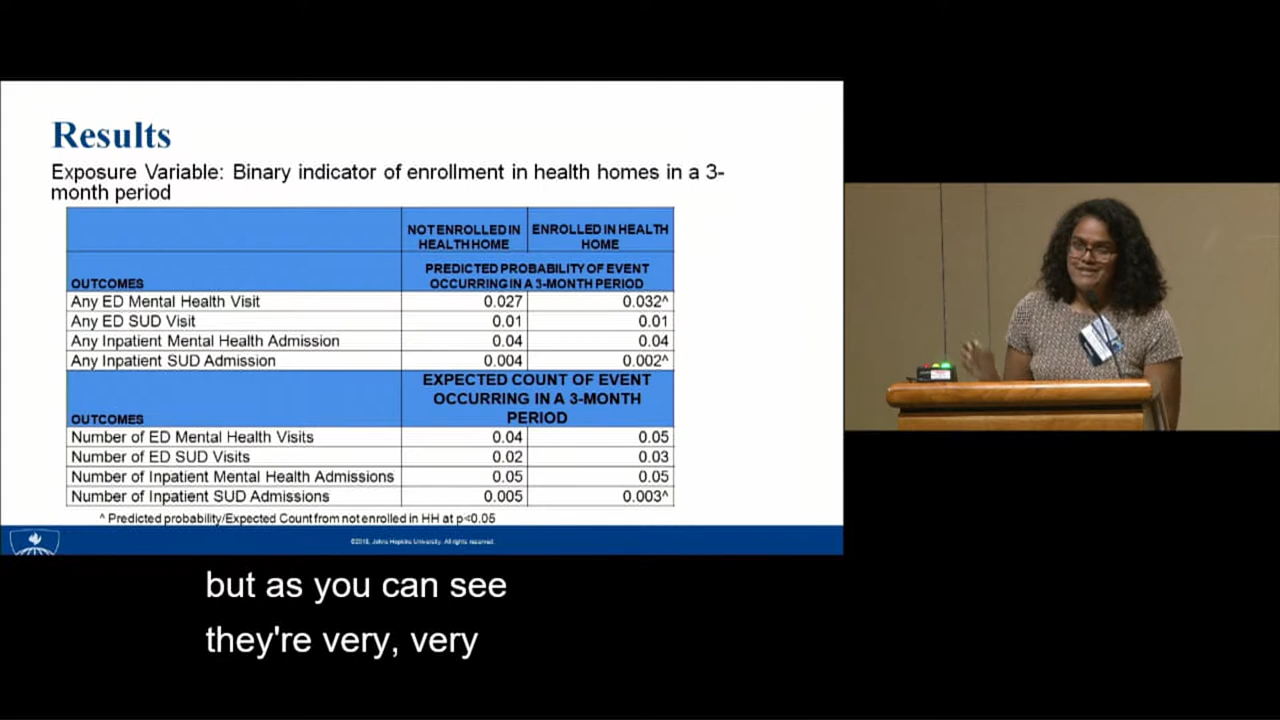 Results
Exposure Variable: Binary indicator of enrollment in health homes in a 3-
month period
NOT ENROLLED IN HEALTH HOME
ENROLLED IN HEALTH HOME
OUTCOMES
PREDICTED PROBABILITY OF EVENT OCCURRING IN A 3-MONTH PERIOD
Any ED Mental Health Visit 0.027 0.032^
Any ED SUD Visit 0.01 0.01
Any Inpatient Mental Health Admission 0.04 0.04
Any Inpatient SUD Admission 0.004 0.002^
OUTCOMES
EXPECTED COUNT OF EVENT
OCCURRING IN A 3-MONTH
PERIOD
Number of ED Mental Health Visits 0.04 0.05
Number of ED SUD Visits 0.02 0.03
Number of Inpatient Mental Health Admissions 0.05 0.05
Number of Inpatient SUD Admissions 0.005 0.003^
^ Predicted probability/Expected Count from not enrolled in HH at p<0.05
Johns Hopkins University. All rights reserved.
but as you can see
they're very, very